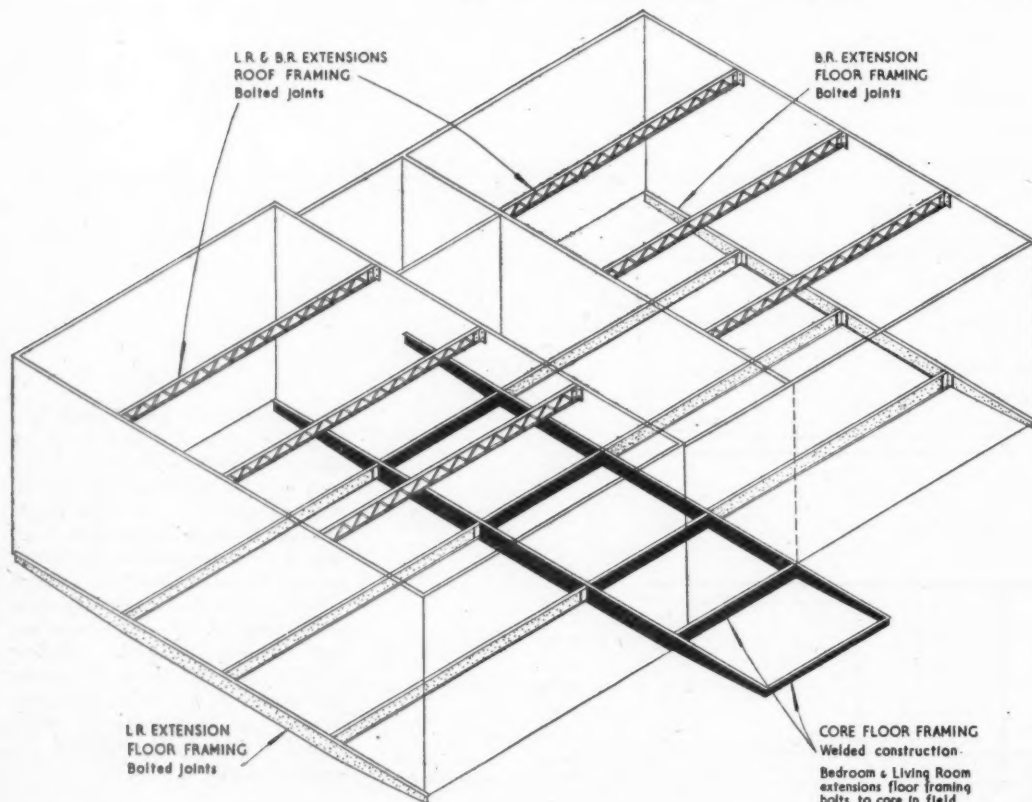 L.R. & B.R. EXTENSIONS
ROOF FRAMING
Bolted joints
B.R. EXTENSION
FLOOR FRAMING
Bolted joints
L.R. EXTENSION
FLOOR FRAMING
Bolted joints
CORE FLOOR FRAMING
Welded construction
Bedroom & Living Room
extensions floor framing
bolts to core in field